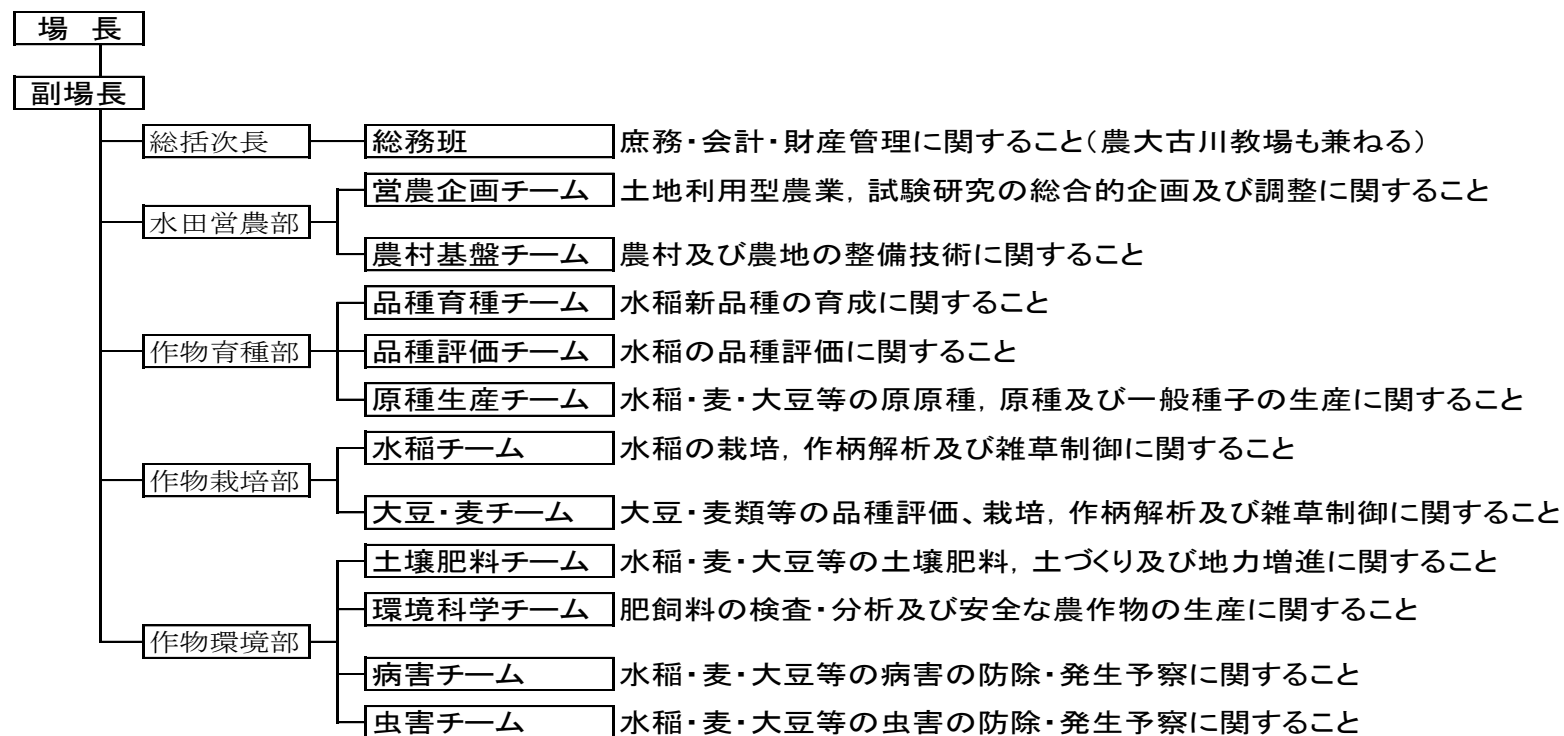 場 長
副場長
総括次長 総務班 庶務・会計・財産管理に関すること(農大古川教場も兼ねる)
営農企画チーム 土地利用型農業，試験研究の総合的企画及び調整に関すること
水田営農部
農村基盤チーム 農村及び農地の整備技術に関すること
品種育種チーム 水稲新品種の育成に関すること
作物育種部 品種評価チーム 水稲の品種評価に関すること
原種生産チーム 水稲・麦・大豆等の原原種，原種及び一般種子の生産に関すること
水稲チーム 水稲の栽培，作柄解析及び雑草制御に関すること
作物栽培部
大豆・麦チーム 大豆・麦類等の品種評価、栽培，作柄解析及び雑草制御に関すること
土壌肥料チーム 水稲・麦・大豆等の土壌肥料，土づくり及び地力増進に関すること
環境科学チーム 肥飼料の検査・分析及び安全な農作物の生産に関すること
作物環境部
病害チーム 水稲・麦・大豆等の病害の防除・発生予察に関すること
虫害チーム 水稲・麦・大豆等の虫害の防除・発生予察に関すること